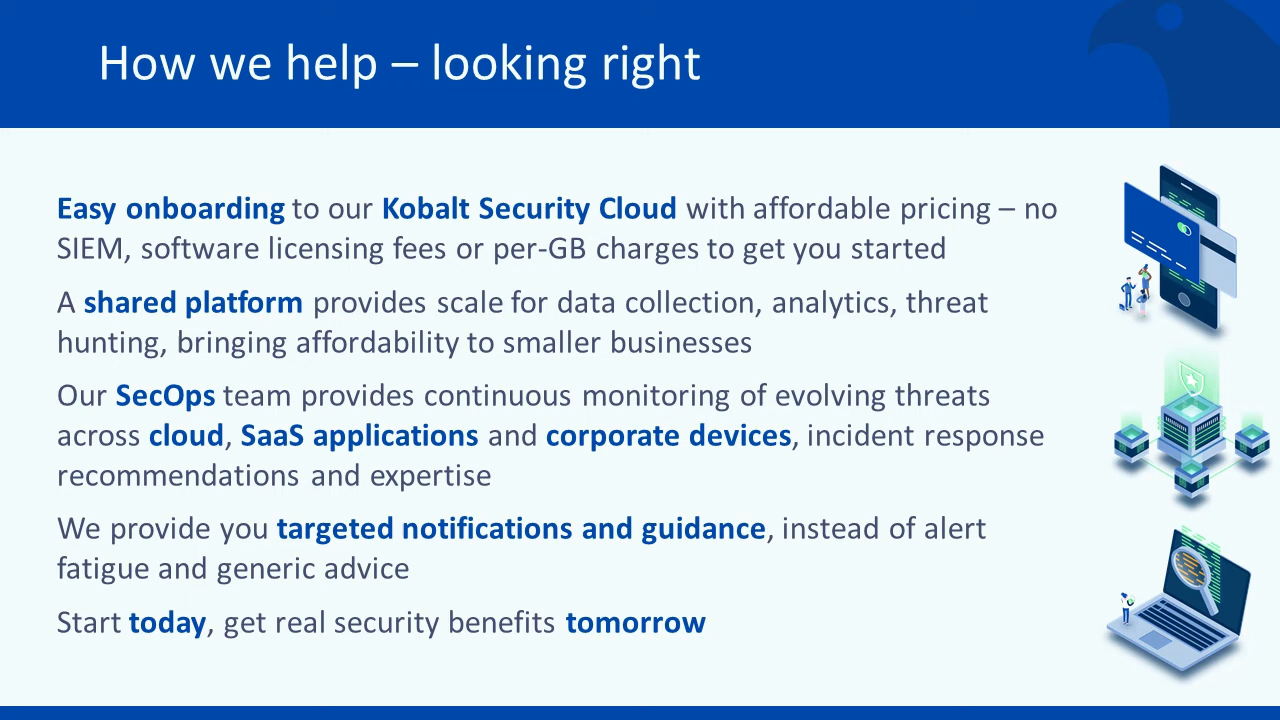 How we help – looking right
Easy onboarding to our Kobalt Security Cloud with affordable pricing – no
SIEM, software licensing fees or per-GB charges to get you started
A shared platform provides scale for data collection, analytics, threat
hunting, bringing affordability to smaller businesses
Our SecOps team provides continuous monitoring of evolving threats
across cloud, SaaS applications and corporate devices, incident response
recommendations and expertise
We provide you targeted notifications and guidance, instead of alert
fatigue and generic advice
Start today, get real security benefits tomorrow